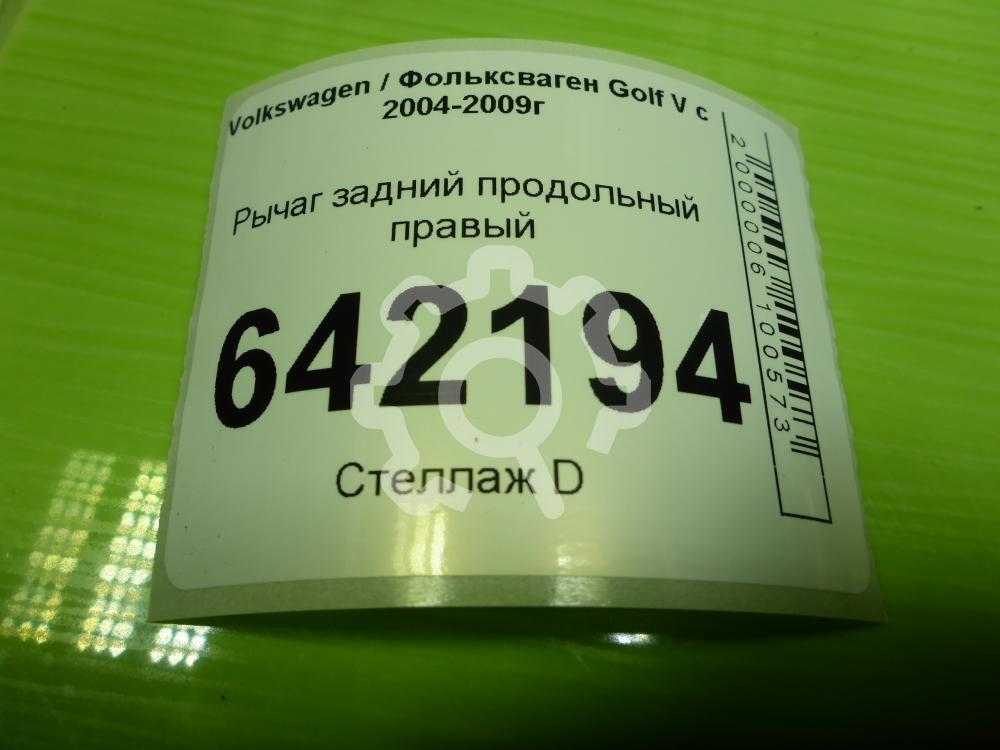 Volkswagen / Фольксваген Golf V с
2004-2009г
Рычаг задний продольный
правый
642194
Стеллаж D
2000006100573